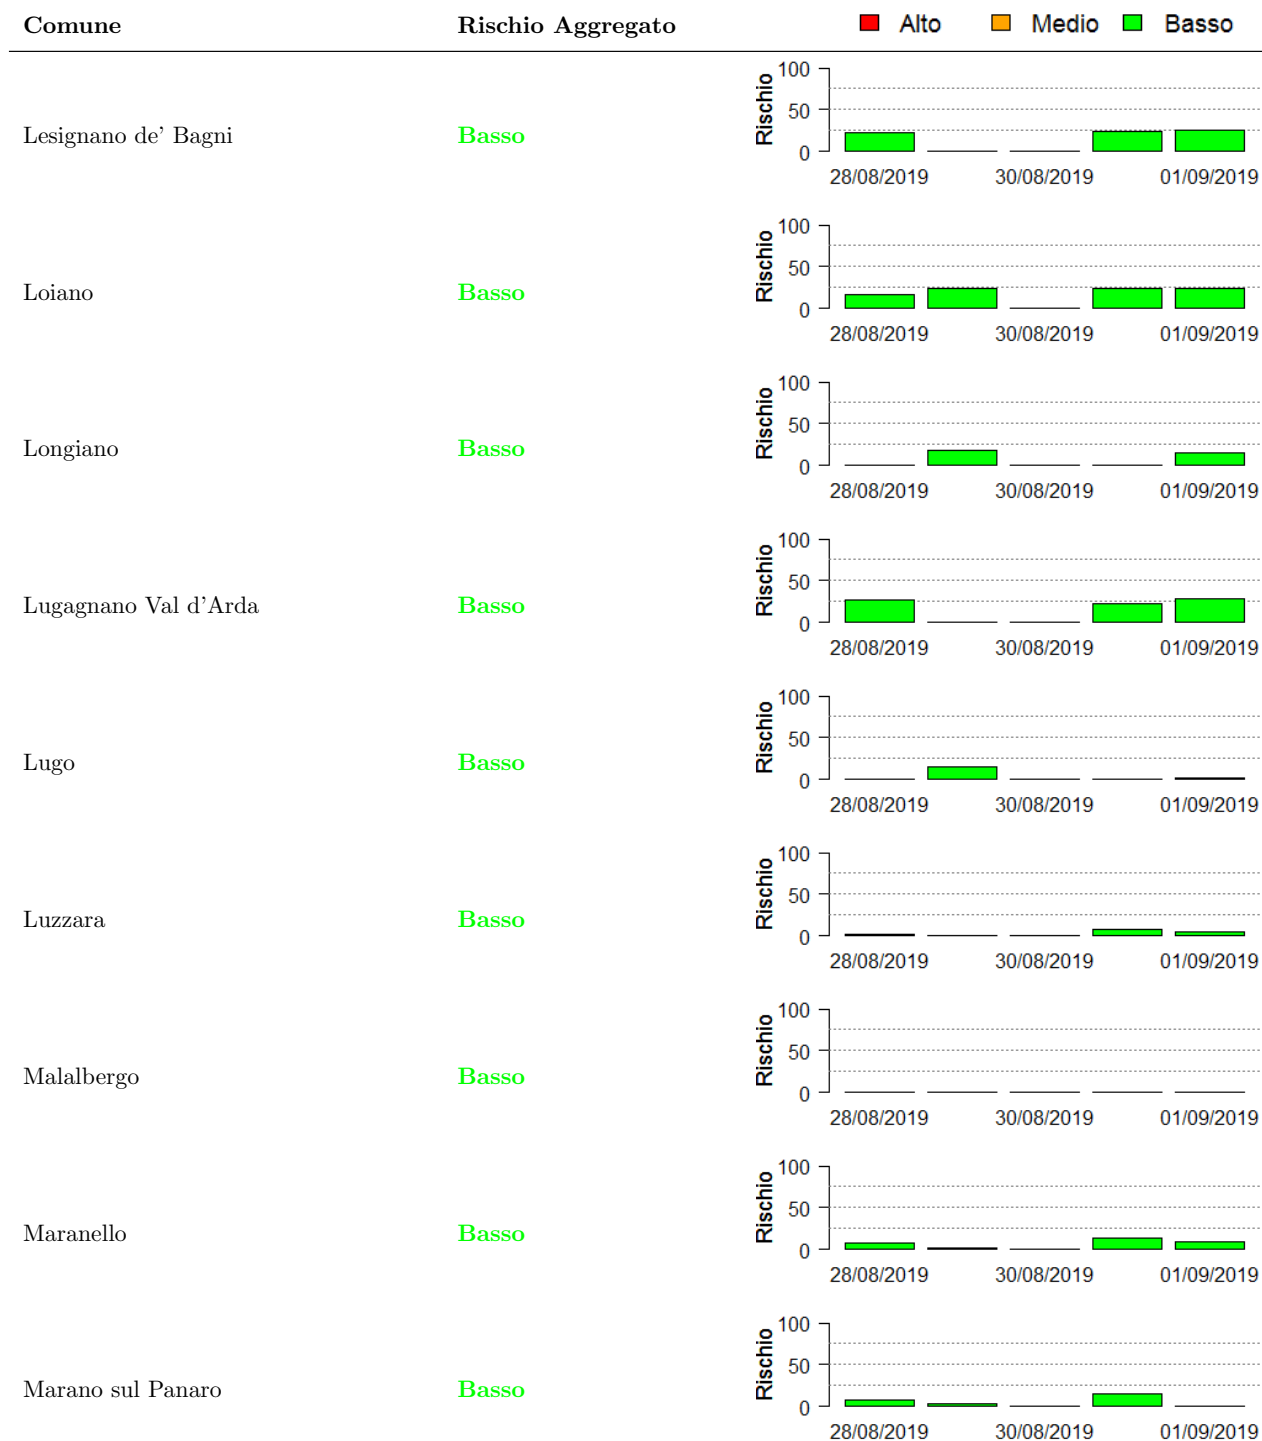 Comune Rischio Aggregato Alto Medio Basso
Lesignano de' Bagni Basso Rischio 100 50 0
28/08/2019 30/08/2019 01/09/2019
Loiano Basso Rischio 100 50 0
28/08/2019 30/08/2019 01/09/2019
Longiano Basso Rischio 100 50 0
28/08/2019 30/08/2019 01/09/2019
Lugagnano Val d'Arda Basso Rischio 100 50 0
28/08/2019 30/08/2019 01/09/2019
Lugo Basso Rischio 100 50 0
28/08/2019 30/08/2019 01/09/2019
Luzzara Basso Rischio 100 50 0
28/08/2019 30/08/2019 01/09/2019
Malalbergo Basso Rischio 100 50 0
28/08/2019 30/08/2019 01/09/2019
Maranello Basso Rischio 100 50 0
28/08/2019 30/08/2019 01/09/2019
Marano sul Panaro Basso Rischio 100 50 0
28/08/2019 30/08/2019 01/09/2019